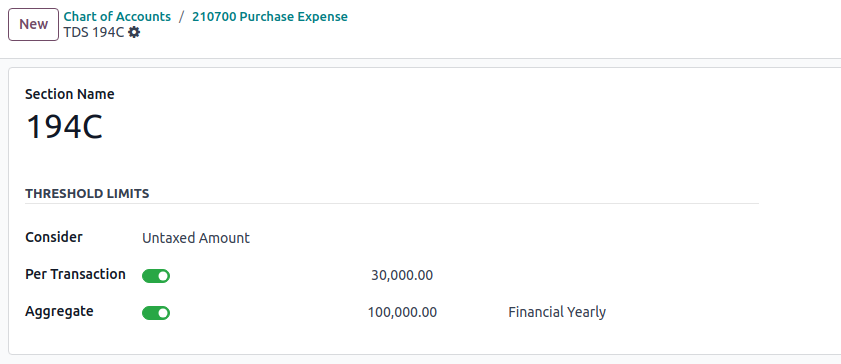 New
Chart of Accounts / 210700 Purchase Expense
TDS 194C
Section Name
194C
THRESHOLD LIMITS
Consider Untaxed Amount
Per Transaction 30,000.00
Aggregate 100,000.00 Financial Yearly